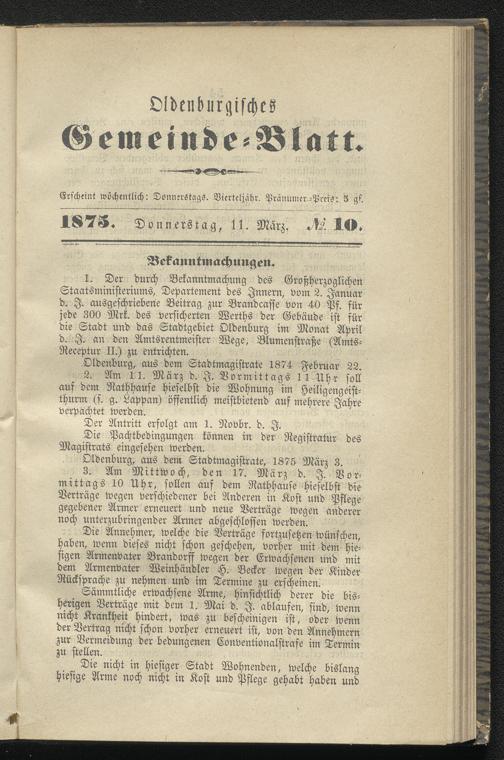 Oldenburgisches
Gemeinde-Blatt.
Erscheint wöchentlich: Donnerstags. Vierteljähr. Pränumer.-Preis: 5 gſ.
1875. Donnerstag, 11. März. № 10.
Bekanntmachungen.
1. Der durch Bekanntmachung des Großherzoglichen
Staatsministeriums, Departement des Innern, vom 2. Januar
d. J. ausgeschriebene Beitrag zur Brandcasse von 40 Pf. für
jede 300 Mrk. des versicherten Werths der Gebäude ist für
die Stadt und das Stadtgebiet Oldenburg im Monat April
d. J. an den Amtsrentmeister Wege, Blumenstraße (Amts-
Receptur II.) zu entrichten.
Oldenburg, aus dem Stadtmagistrate 1874 Februar 22.
2. Am 11. März d. J. Vormittags 11 Uhr soll
auf dem Rathhause hieselbst die Wohnung im Heiligengeist-
thurm (s. g. Lappan) öffentlich meistbietend auf mehrere Jahre
verpachtet werden.
Der Antritt erfolgt am 1. Novbr. d. J.
Die Pachtbedingungen können in der Registratur des
Magistrats eingesehen werden.
Oldenburg, aus dem Stadtmagistrate, 1875 März 3.
3. Am Mittwoch, den 17. März d. J. Vor-
mittags 10 Uhr, sollen auf dem Rathhause hieselbst die
Verträge wegen verschiedener bei Anderen in Kost und Pflege
gegebener Armer erneuert und neue Verträge wegen anderer
noch unterzubringender Armer abgeschlossen werden.
Die Annehmer, welche die Verträge fortzusetzen wünschen,
haben, wenn dieses nicht schon geschehen, vorher mit dem hie-
sigen Armenvater Brandorff wegen der Erwachsenen und mit
dem Armenvater Weinhändler H. Becker wegen der Kinder
Rücksprache zu nehmen und im Termine zu erscheinen.
Sämmtliche erwachsene Arme, hinsichtlich derer die bis-
herigen Verträge mit dem 1. Mai d. J. ablaufen, sind, wenn
nicht Krankheit hindert, was zu bescheinigen ist, oder wenn
der Vertrag nicht schon vorher erneuert ist, von den Annehmern
zur Vermeidung der bedungenen Conventionalstrafe im Termin
zu stellen.
Die nicht in hiesiger Stadt Wohnenden, welche bislang
hiesige Arme noch nicht in Kost und Pflege gehabt haben und